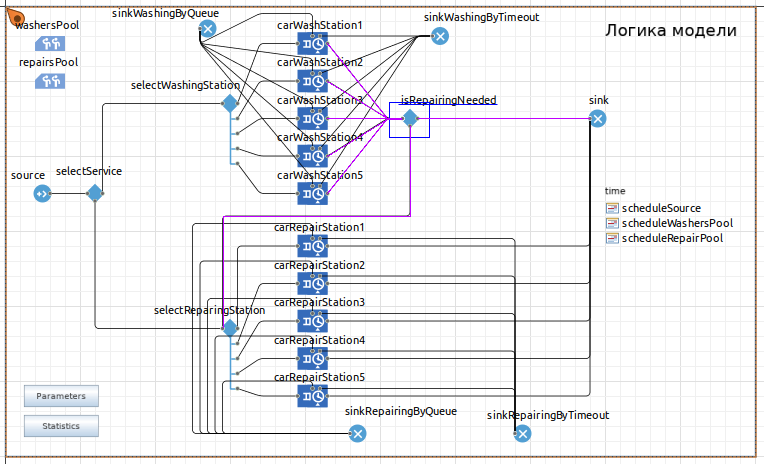 sinkWashingByQueue
sinkWashingByTimeout
washersPool
carWashStation1
Логика модели
repairsPool
carWashStation2
selectWashingStation
carWashStation3
isRepairingNeeded
sink
carWashStation4
source
selectService
carWashStation5
time
scheduleSource
scheduleWashersPool
scheduleRepairPool
carRepairStation1
carRepairStation2
carRepairStation3
selectReparingStation
carRepairStation4
carRepairStation5
Parameters
sinkRepairingByQueue
sinkRepairingByTimeout
Statistics